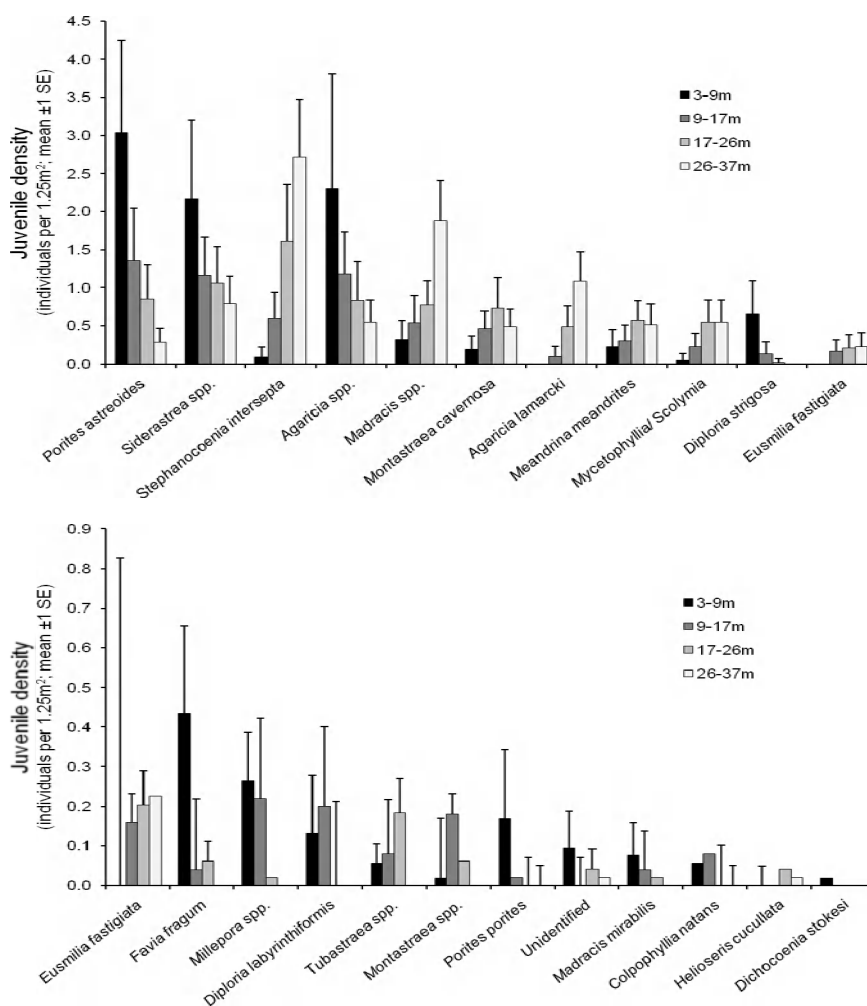 4.5
4.0
3.5
3.0
2.5
2.0
1.5
1.0
0.5
0.0
Juvenile density
(individuals per 1.25m²; mean ±1 SE)
3-9m
9-17m
17-26m
26-37m
Porites astreoides
Siderastrea spp.
Stephanocoenia intersepta
Agaricia spp.
Madracis spp.
Montastraea cavernosa
Agaricia lamarcki
Meandrina meandrites
Mycetophyllia/ Scolymia
Diploria strigosa
Eusmilia fastigiata
0.9
0.8
0.7
0.6
0.5
0.4
0.3
0.2
0.1
0.0
Juvenile density
(individuals per 1.25m²; mean ±1 SE)
3-9m
9-17m
17-26m
26-37m
Eusmilia fastigiata
Favia fragum
Millepora spp.
Diploria labyrinthiformis
Tubastraea spp.
Montastraea spp.
Porites porites
Unidentified
Madracis mirabilis
Colpophyllia natans
Helioseris cucullata
Dichocoenia stokesi